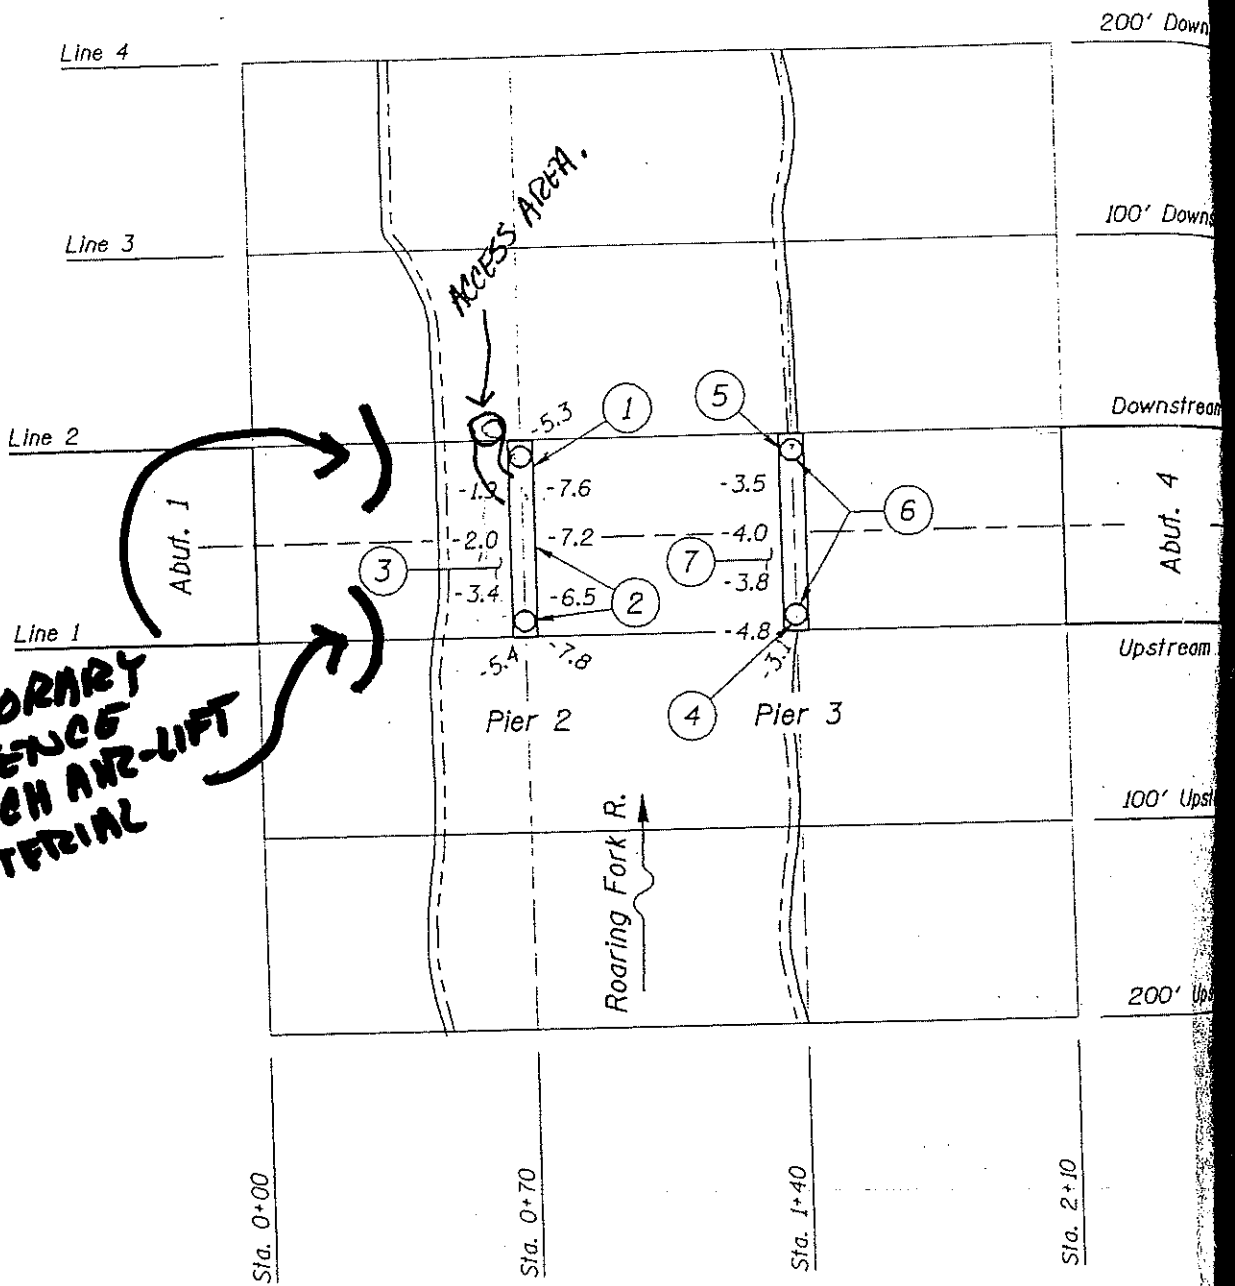 Line 4
200' Down
ACCESS AREA.
Line 3
100' Downs
Line 2
Downstream
-5.3
1
5
Abut. 1
-1.9
-7.6
-3.5
6
Abut. 4
-2.0
-7.2
-4.0
3
7
-3.4
-6.5
2
-3.8
Line 1
-4.8
Upstream
-5.4
-7.8
-3.1
ORARY
ENCE
CH AIR-LIFT
TERIAL
Pier 2
4
Pier 3
Roaring Fork R.
100' Upst
200' Ups
Sta. 0+00
Sta. 0+70
Sta. 1+40
Sta. 2+10